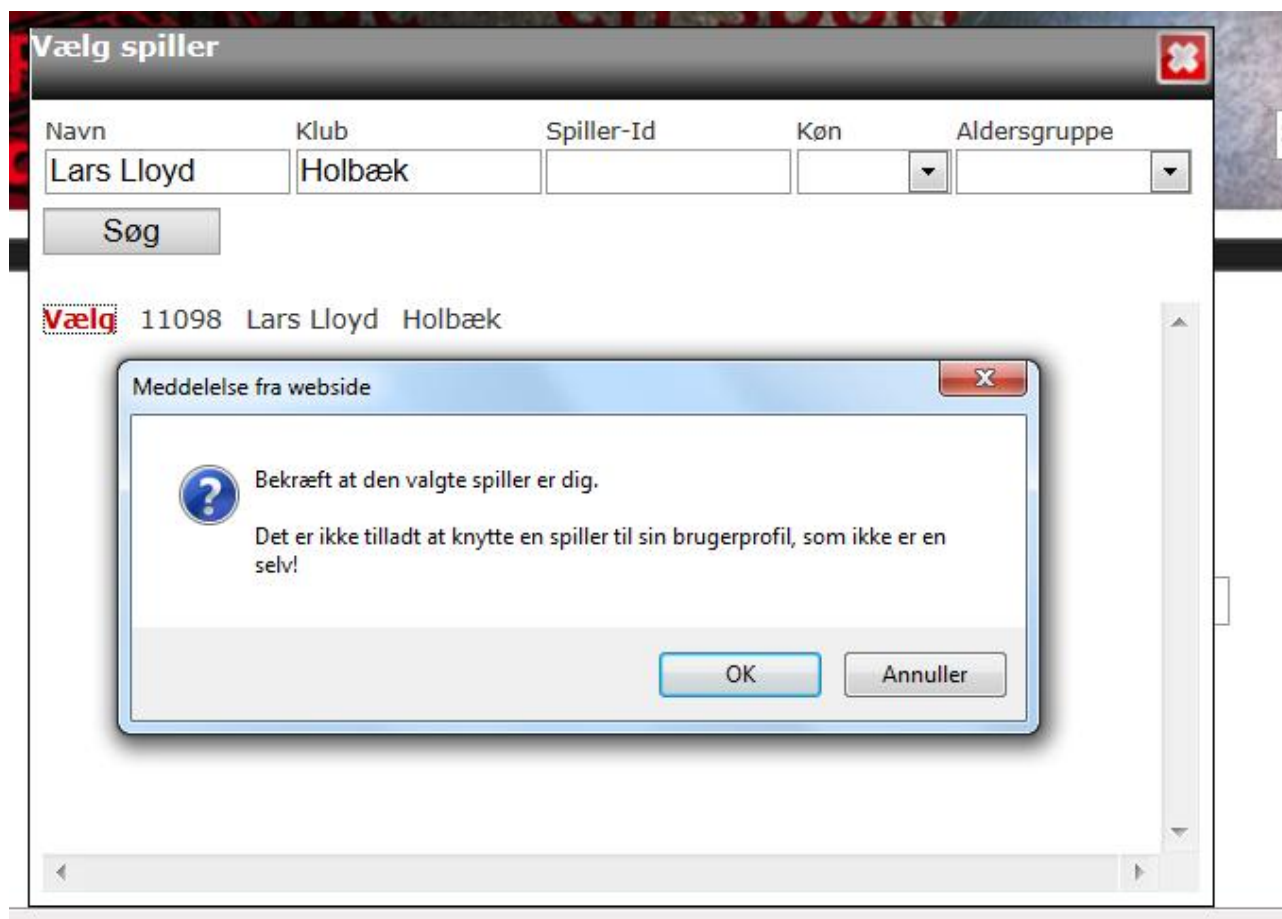 Vælg spiller
Navn Klub Spiller-Id Køn Aldersgruppe
Lars Lloyd Holbæk
Søg
Vælg 11098 Lars Lloyd Holbæk
Meddelelse fra webside
Bekræft at den valgte spiller er dig.
Det er ikke tilladt at knytte en spiller til sin brugerprofil, som ikke er en
selv!
OK Annuller